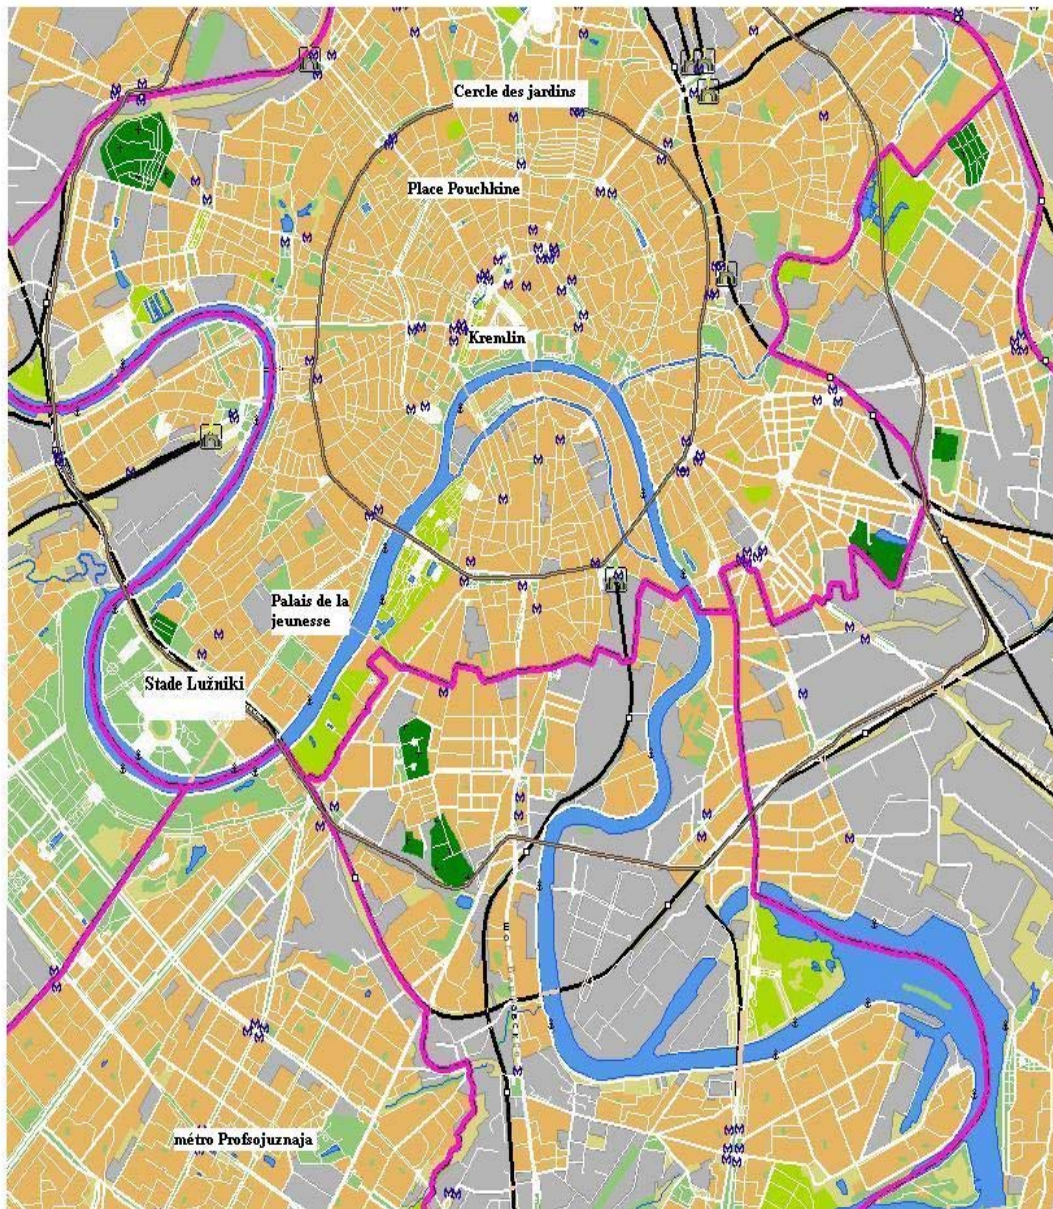 Cercle des jardins
Place Pouchkine
Kremlin
Palais de la
jeunesse
Stade Lužniki
métro Profsojuznaja